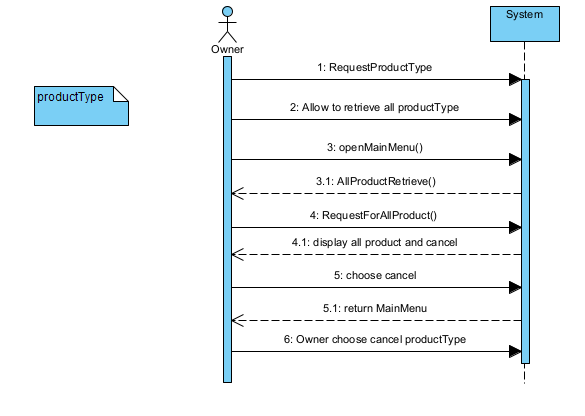 System
Owner
1: RequestProductType
productType
2: Allow to retrieve all productType
3: openMainMenu()
3.1: AllProductRetrieve()
4: RequestForAllProduct()
4.1: display all product and cancel
5: choose cancel
5.1: return MainMenu
6: Owner choose cancel productType